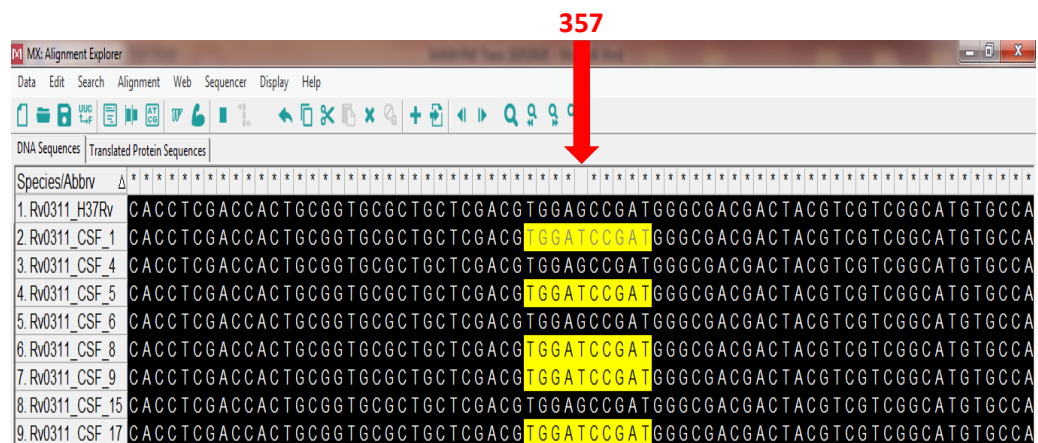 357
MX: Alignment Explorer
Data Edit Search Alignment Web Sequencer Display Help
DNA Sequences Translated Protein Sequences
Species/Abbrv Δ * * * * * * * * * * * * * * * * * * * * * * * * * * * * * * * * * * * * * * * * * * * * * * * * * * * * * * * * * * * * * * * * * * * * * *
1. Rv0311_H37Rv CACCTCGACCACTGCGGTGCGCTGCTCGACGTGGAGCCGATGGGCGACGACTACGTCGTCGGCATGTGCCA
2. Rv0311_CSF_1 CACCTCGACCACTGCGGTGCGCTGCTCGACGTGGATCCGATGGGCGACGACTACGTCGTCGGCATGTGCCA
3. Rv0311_CSF_4 CACCTCGACCACTGCGGTGCGCTGCTCGACGTGGAGCCGATGGGCGACGACTACGTCGTCGGCATGTGCCA
4. Rv0311_CSF_5 CACCTCGACCACTGCGGTGCGCTGCTCGACGTGGATCCGATGGGCGACGACTACGTCGTCGGCATGTGCCA
5. Rv0311_CSF_6 CACCTCGACCACTGCGGTGCGCTGCTCGACGTGGAGCCGATGGGCGACGACTACGTCGTCGGCATGTGCCA
6. Rv0311_CSF_8 CACCTCGACCACTGCGGTGCGCTGCTCGACGTGGATCCGATGGGCGACGACTACGTCGTCGGCATGTGCCA
7. Rv0311_CSF_9 CACCTCGACCACTGCGGTGCGCTGCTCGACGTGGATCCGATGGGCGACGACTACGTCGTCGGCATGTGCCA
8. Rv0311_CSF_15 CACCTCGACCACTGCGGTGCGCTGCTCGACGTGGAGCCGATGGGCGACGACTACGTCGTCGGCATGTGCCA
9. Rv0311_CSF_17 CACCTCGACCACTGCGGTGCGCTGCTCGACGTGGATCCGATGGGCGACGACTACGTCGTCGGCATGTGCCA